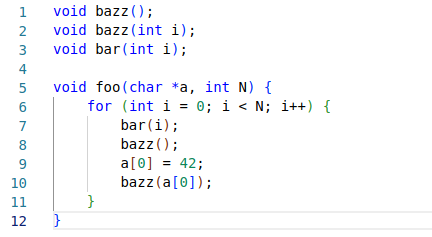 1 void bazz();
2 void bazz(int i);
3 void bar(int i);
4
5 void foo(char *a, int N) {
6     for (int i = 0; i < N; i++) {
7         bar(i);
8         bazz();
9         a[0] = 42;
10         bazz(a[0]);
11     }
12 }